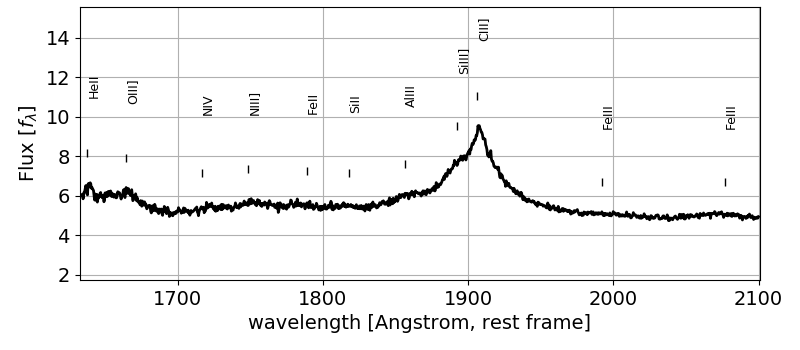 CIII]
SiIII]
HeII
OIII]
NIV
NIII]
FeII
SiII
AlIII
FeIII
FeIII
14
12
10
8
6
4
2
Flux [fλ]
1700 1800 1900 2000 2100
wavelength [Angstrom, rest frame]